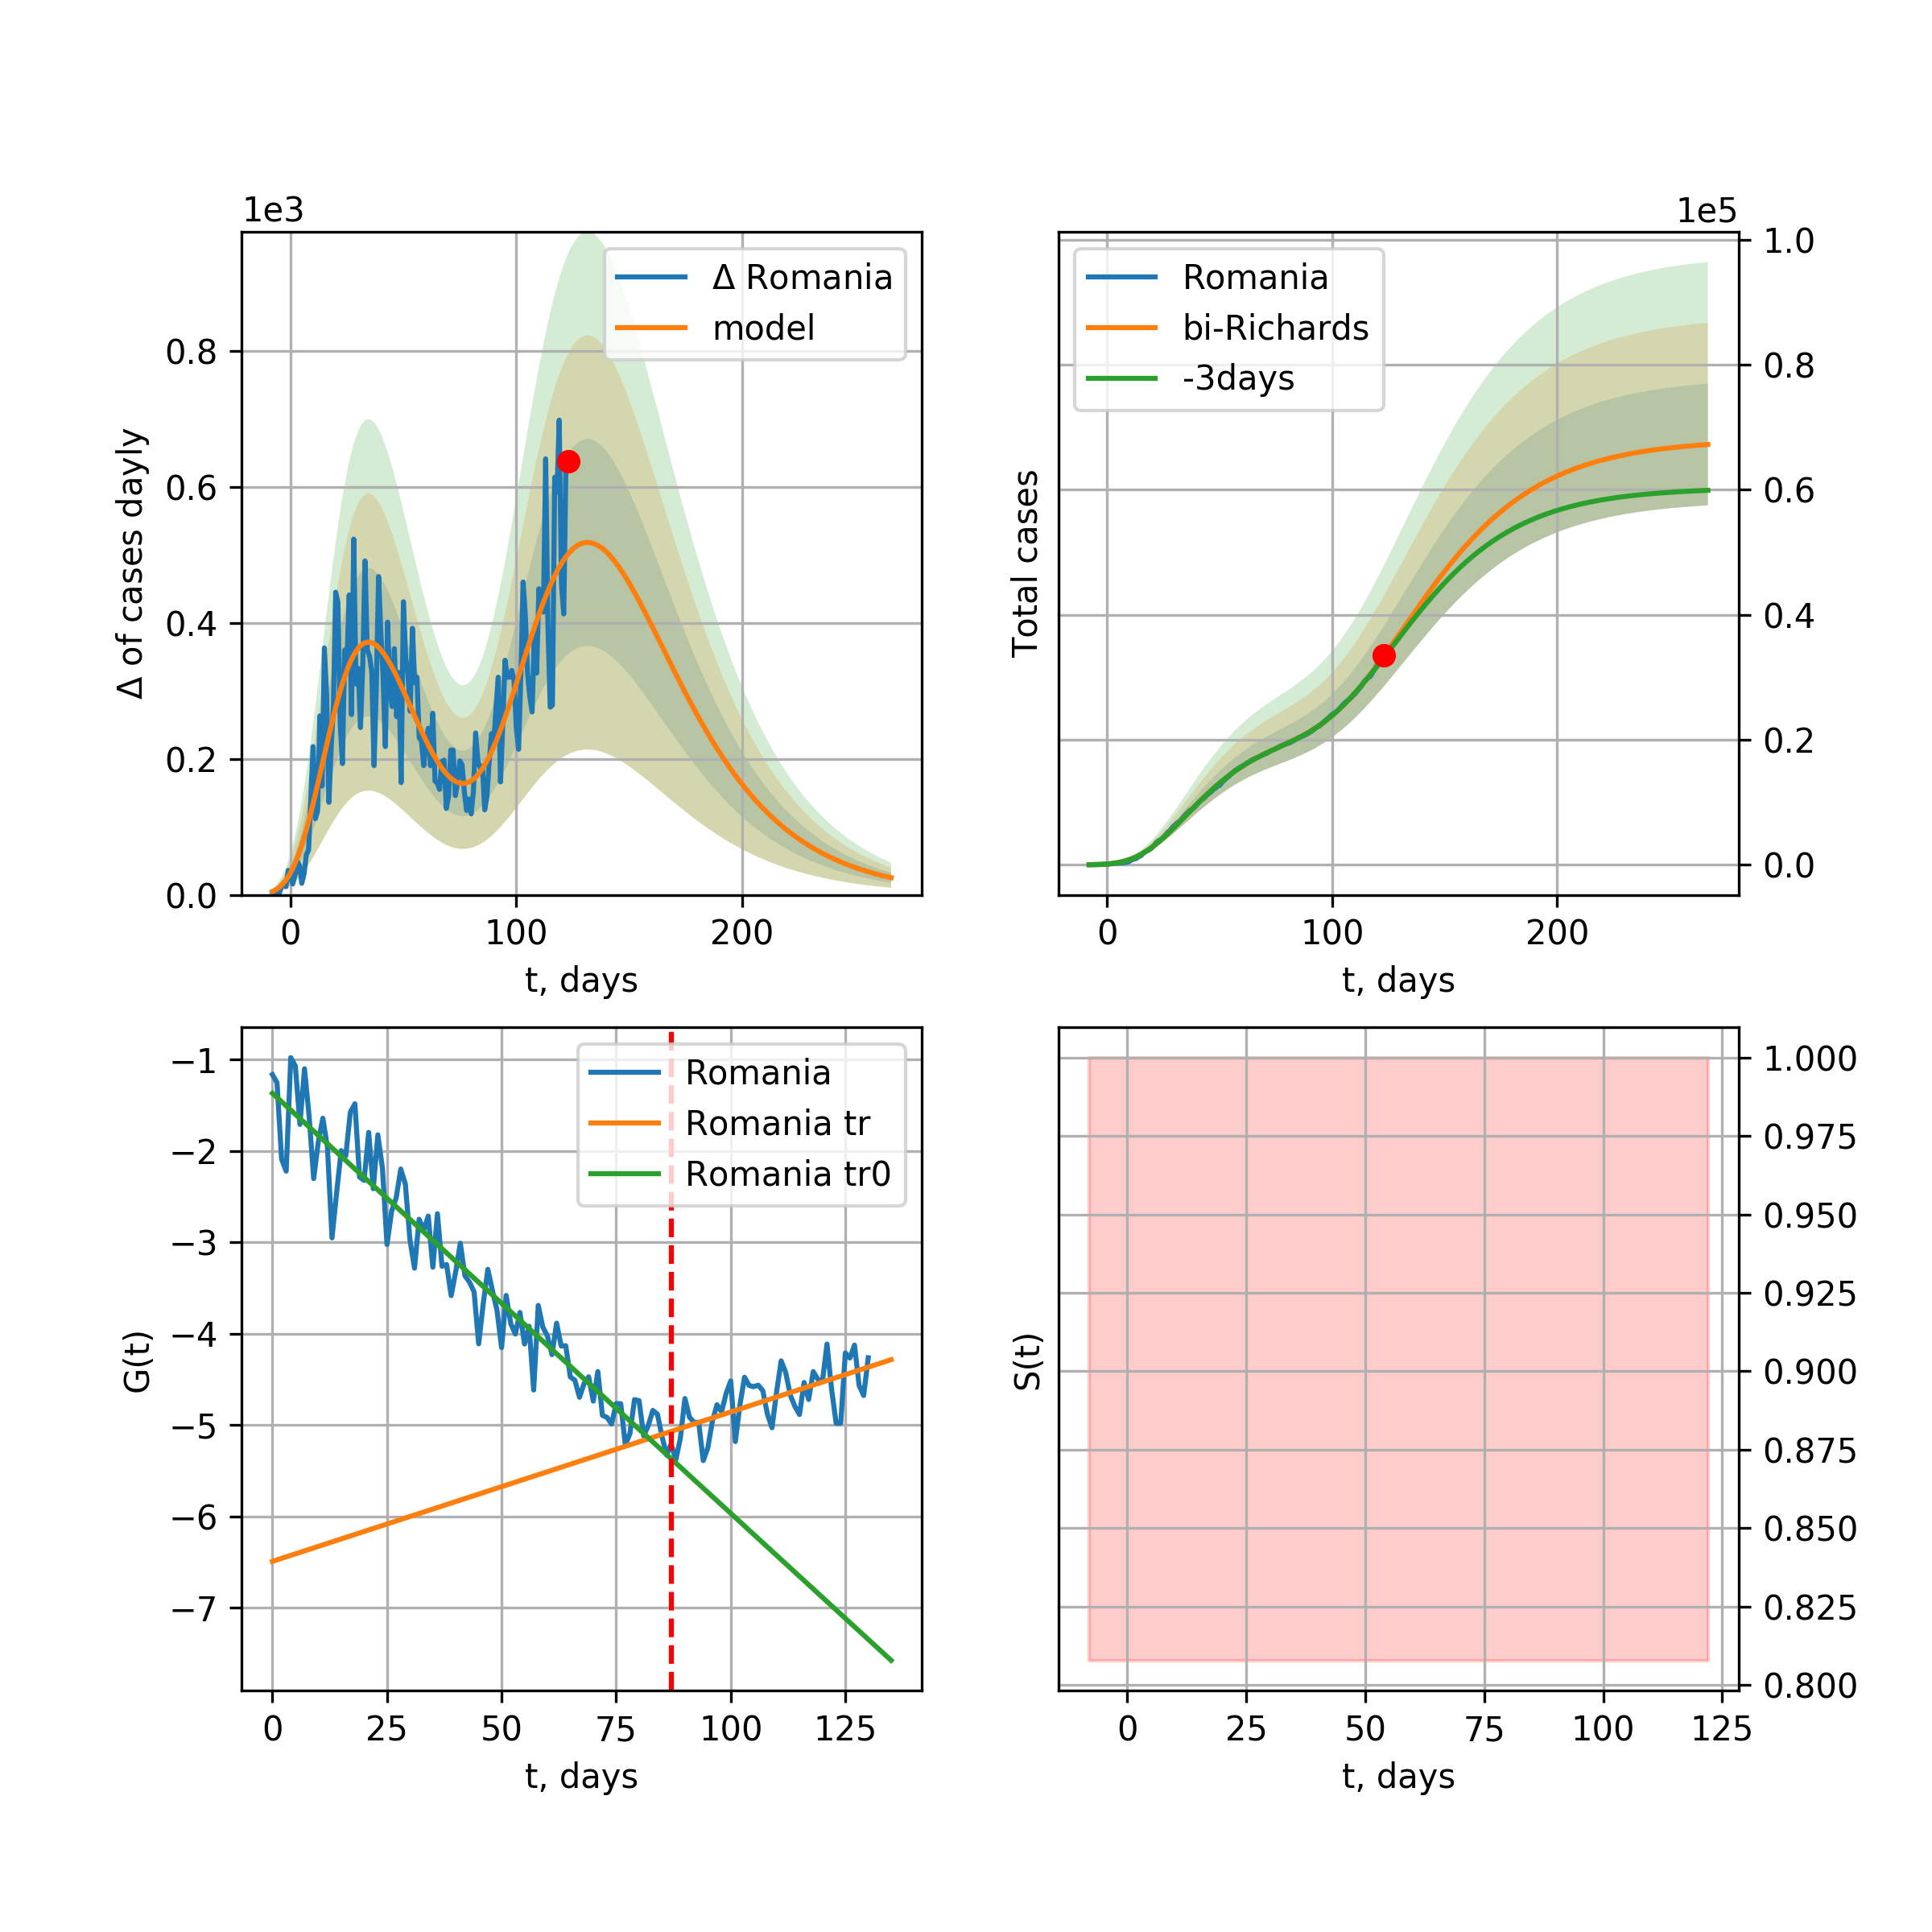 1e3
Δ of cases dayly
0.8
0.6
0.4
0.2
0.0
0 100 200
t, days
Δ Romania
model
1e5
Total cases
1.0
0.8
0.6
0.4
0.2
0.0
0 100 200
t, days
Romania
bi-Richards
-3days
G(t)
−1
−2
−3
−4
−5
−6
−7
0 25 50 75 100 125
t, days
Romania
Romania tr
Romania tr0
S(t)
1.000
0.975
0.950
0.925
0.900
0.875
0.850
0.825
0.800
0 25 50 75 100 125
t, days